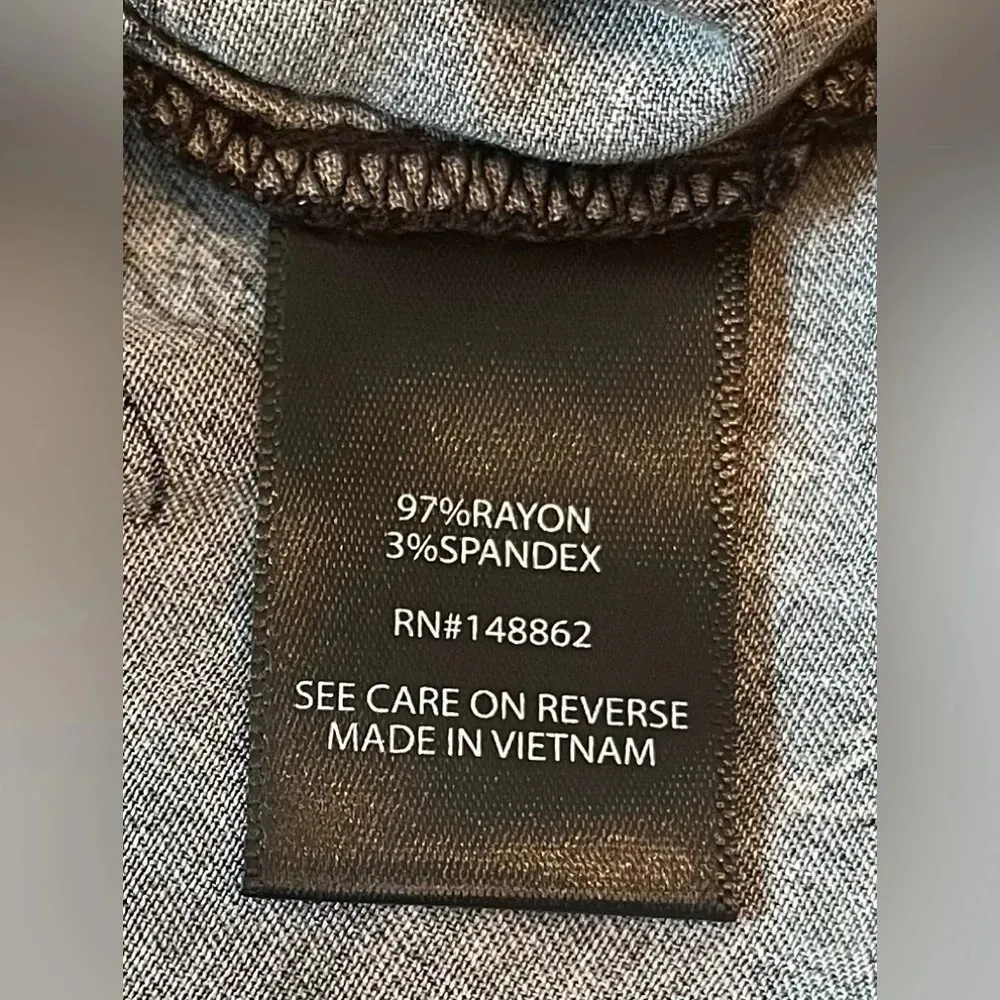 97%RAYON
3%SPANDEX
RN#148862
SEE CARE ON REVERSE
MADE IN VIETNAM